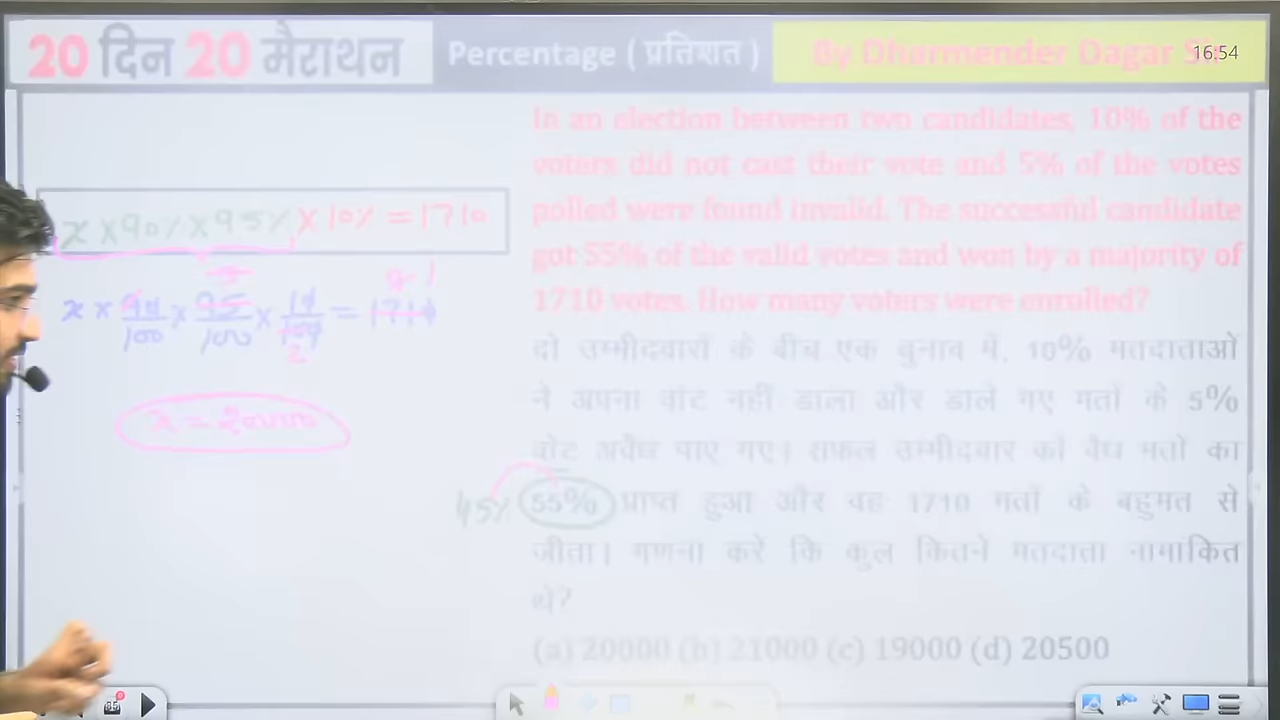 20 दिन 20 मैराथन
Percentage ( प्रतिशत )
By Dharmender Dagar Sir
16:54
In an election between two candidates, 10% of the
voters did not cast their vote and 5% of the votes
polled were found invalid. The successful candidate
got 55% of the valid votes and won by a majority of
1710 votes. How many voters were enrolled?
दो उम्मीदवारों के बीच एक चुनाव में, 10% मतदाताओं
ने अपना वोट नहीं डाला और डाले गए मतों के 5%
वोट अवैध पाए गए। सफल उम्मीदवार को वैध मतों का
55% प्राप्त हुआ और वह 1710 मतों के बहुमत से
जीता। गणना करें कि कुल कितने मतदाता नामांकित
थे?
(a) 20000 (b) 21000 (c) 19000 (d) 20500
x × 90% × 95% × 10% = 1710
x × 90/100 × 95/100 × 10/100 = 1710
x = 20000
45%